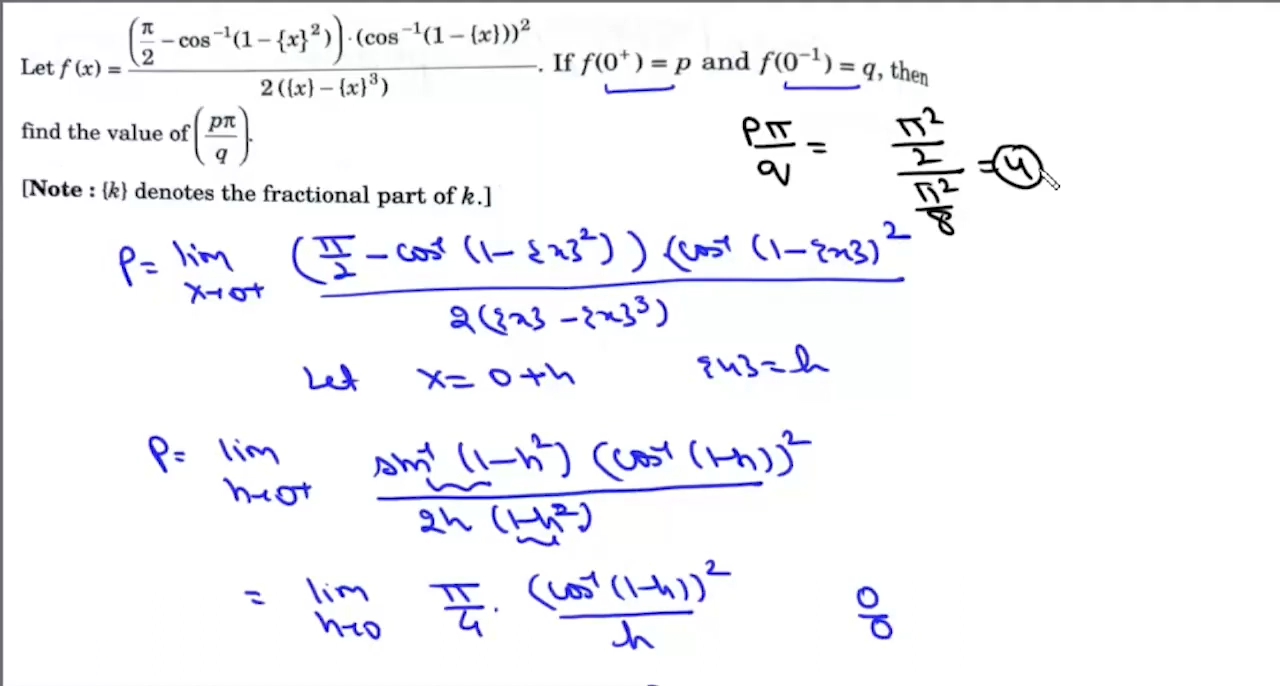 Let f(x) = ((π/2 − cos⁻¹(1 − {x}²)) · (cos⁻¹(1 − {x}))²) / (2({x} − {x}³)). If f(0⁺) = p and f(0⁻¹) = q, then
find the value of (pπ/q).
[Note : {k} denotes the fractional part of k.]
Pπ/q = (π²/2)/(π²/8) = 4
P = lim x→0+ ((π/2 − cos⁻¹(1−{x}²)) (cos⁻¹(1−{x})²) / (2({x} − {x}³))
Let x = 0+h {x} = h
P = lim h→0+ (sin⁻¹(1−h²) (cos⁻¹(1−h))²) / (2h (1−h²))
= lim h→0 π/4 . (cos⁻¹(1−h))² / h 0/0